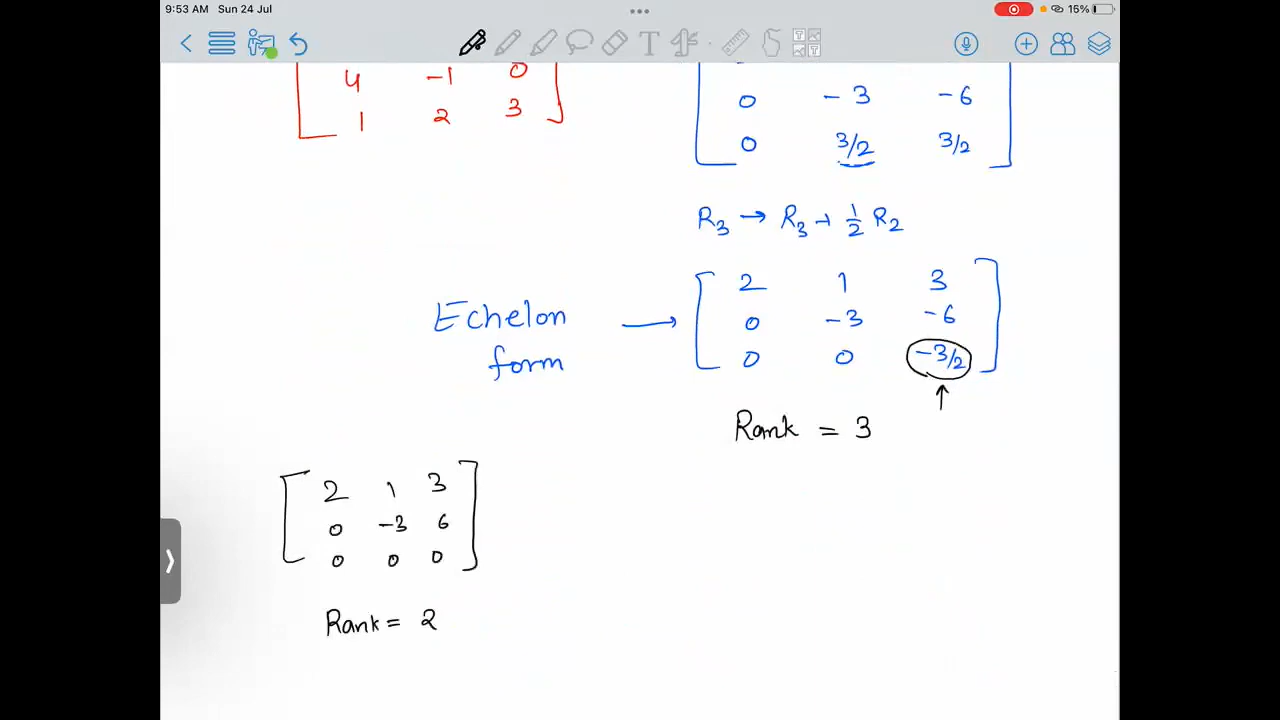 9:53 AM Sun 24 Jul
15%
T
4 -1 0
1 2 3
0 -3 -6
0 3/2 3/2
R3 → R3 + 1/2 R2
Echelon form →
2 1 3
0 -3 -6
0 0 -3/2
↑
Rank = 3
2 1 3
0 -3 6
0 0 0
Rank = 2